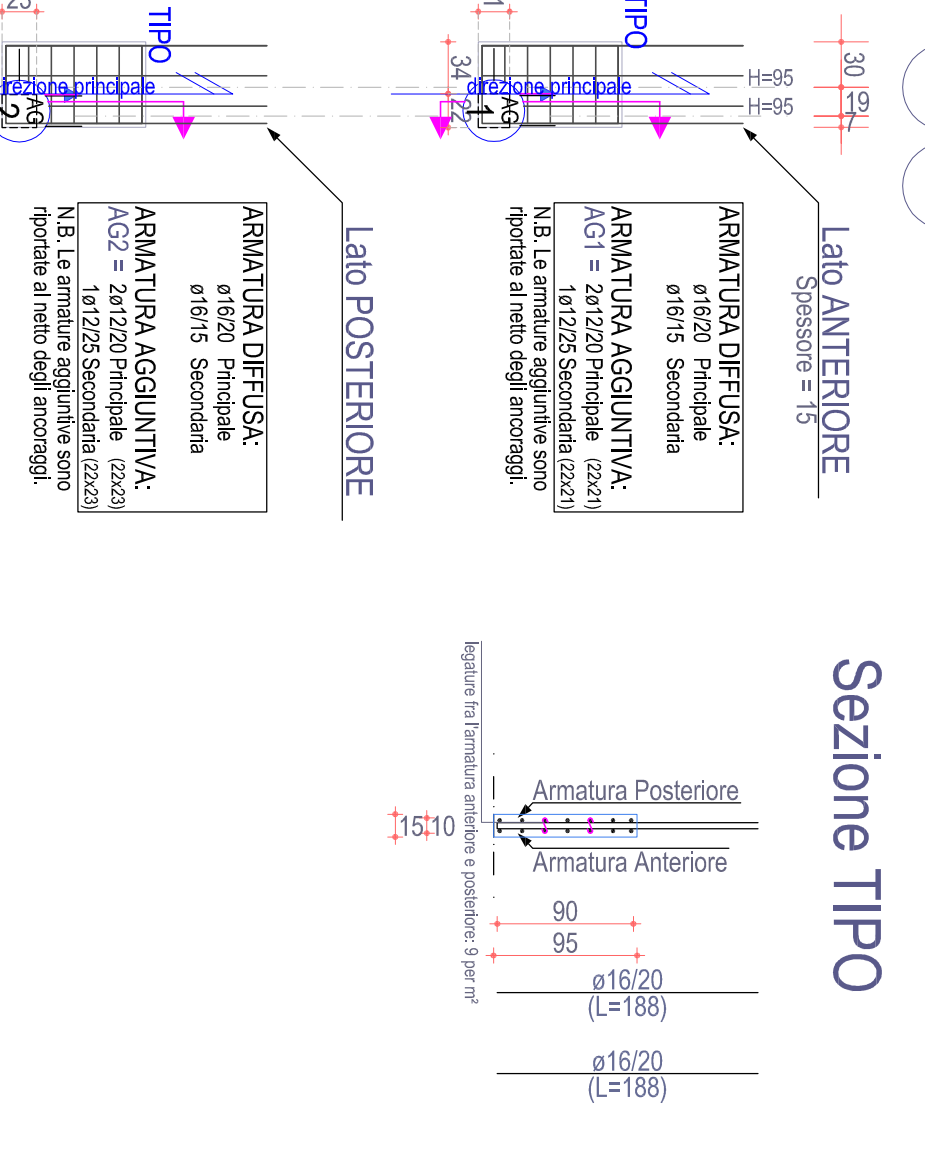 25
TIPO
direzione principale
AG
2
34
22
1
TIPO
direzione principale
AG
1
H=95
H=95
30
19
7
Lato ANTERIORE
Spessore = 15
ARMATURA DIFFUSA:
ø16/20 Principale
ø16/15 Secondaria
ARMATURA AGGIUNTIVA:
AG1 = 2ø12/20 Principale (22x21)
1ø12/25 Secondaria (22x21)
N.B. Le armature aggiuntive sono
riportate al netto degli ancoraggi.
Lato POSTERIORE
ARMATURA DIFFUSA:
ø16/20 Principale
ø16/15 Secondaria
ARMATURA AGGIUNTIVA:
AG2 = 2ø12/20 Principale (22x23)
1ø12/25 Secondaria (22x23)
N.B. Le armature aggiuntive sono
riportate al netto degli ancoraggi.
Sezione TIPO
legature fra l'armatura anteriore e posteriore: 9 per m²
Armatura Posteriore
15
10
Armatura Anteriore
90
95
ø16/20
(L=188)
ø16/20
(L=188)